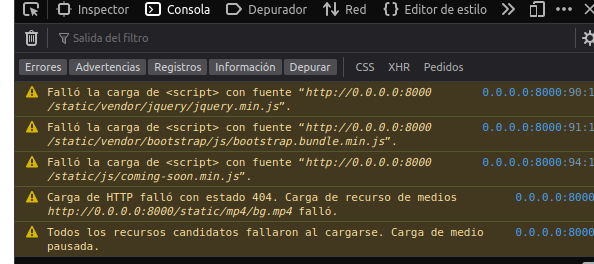 Inspector Consola Depurador Red Editor de estilo
Salida del filtro
Errores Advertencias Registros Información Depurar CSS XHR Pedidos
Falló la carga de <script> con fuente “http://0.0.0.0:8000 0.0.0.0:8000:90:1
/static/vendor/jquery/jquery.min.js”.
Falló la carga de <script> con fuente “http://0.0.0.0:8000 0.0.0.0:8000:91:1
/static/vendor/bootstrap/js/bootstrap.bundle.min.js”.
Falló la carga de <script> con fuente “http://0.0.0.0:8000 0.0.0.0:8000:94:1
/static/js/coming-soon.min.js”.
Carga de HTTP falló con estado 404. Carga de recurso de medios 0.0.0.0:8000
http://0.0.0.0:8000/static/mp4/bg.mp4 falló.
Todos los recursos candidatos fallaron al cargarse. Carga de medio 0.0.0.0:8000
pausada.